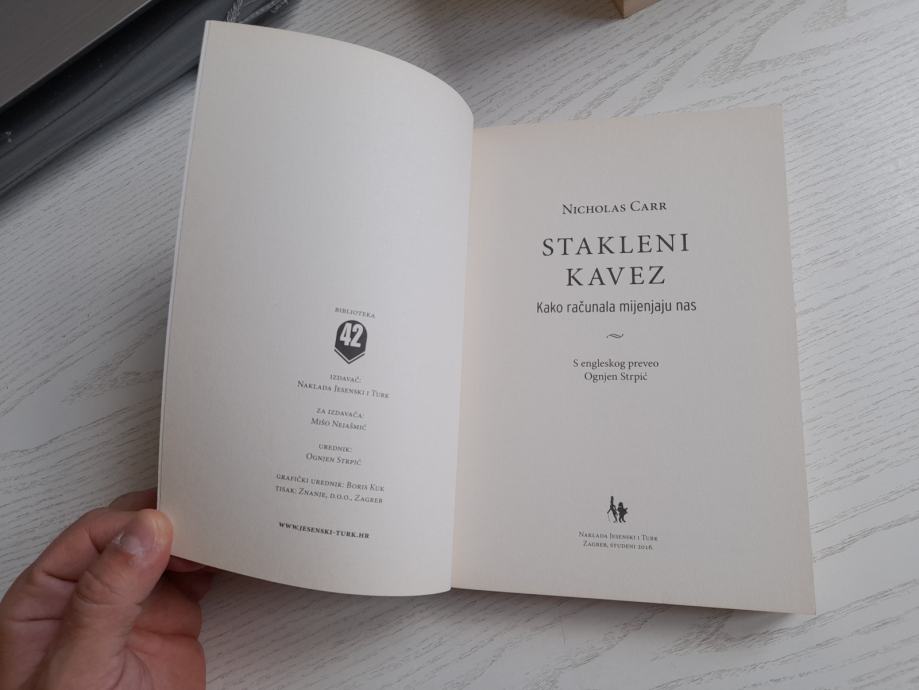 BIBLIOTEKA
42
IZDAVAČ:
NAKLADA JESENSKI I TURK
ZA IZDAVAČA:
MIŠO NEJAŠMIĆ
UREDNIK:
OGNJEN STRPIĆ
GRAFIČKI UREDNIK: BORIS KUK
TISAK: ZNANJE, D.O.O., ZAGREB
WWW.JESENSKI-TURK.HR
NICHOLAS CARR
STAKLENI
KAVEZ
Kako računala mijenjaju nas
S engleskog preveo
Ognjen Strpić
NAKLADA JESENSKI I TURK
ZAGREB, STUDENI 2016.